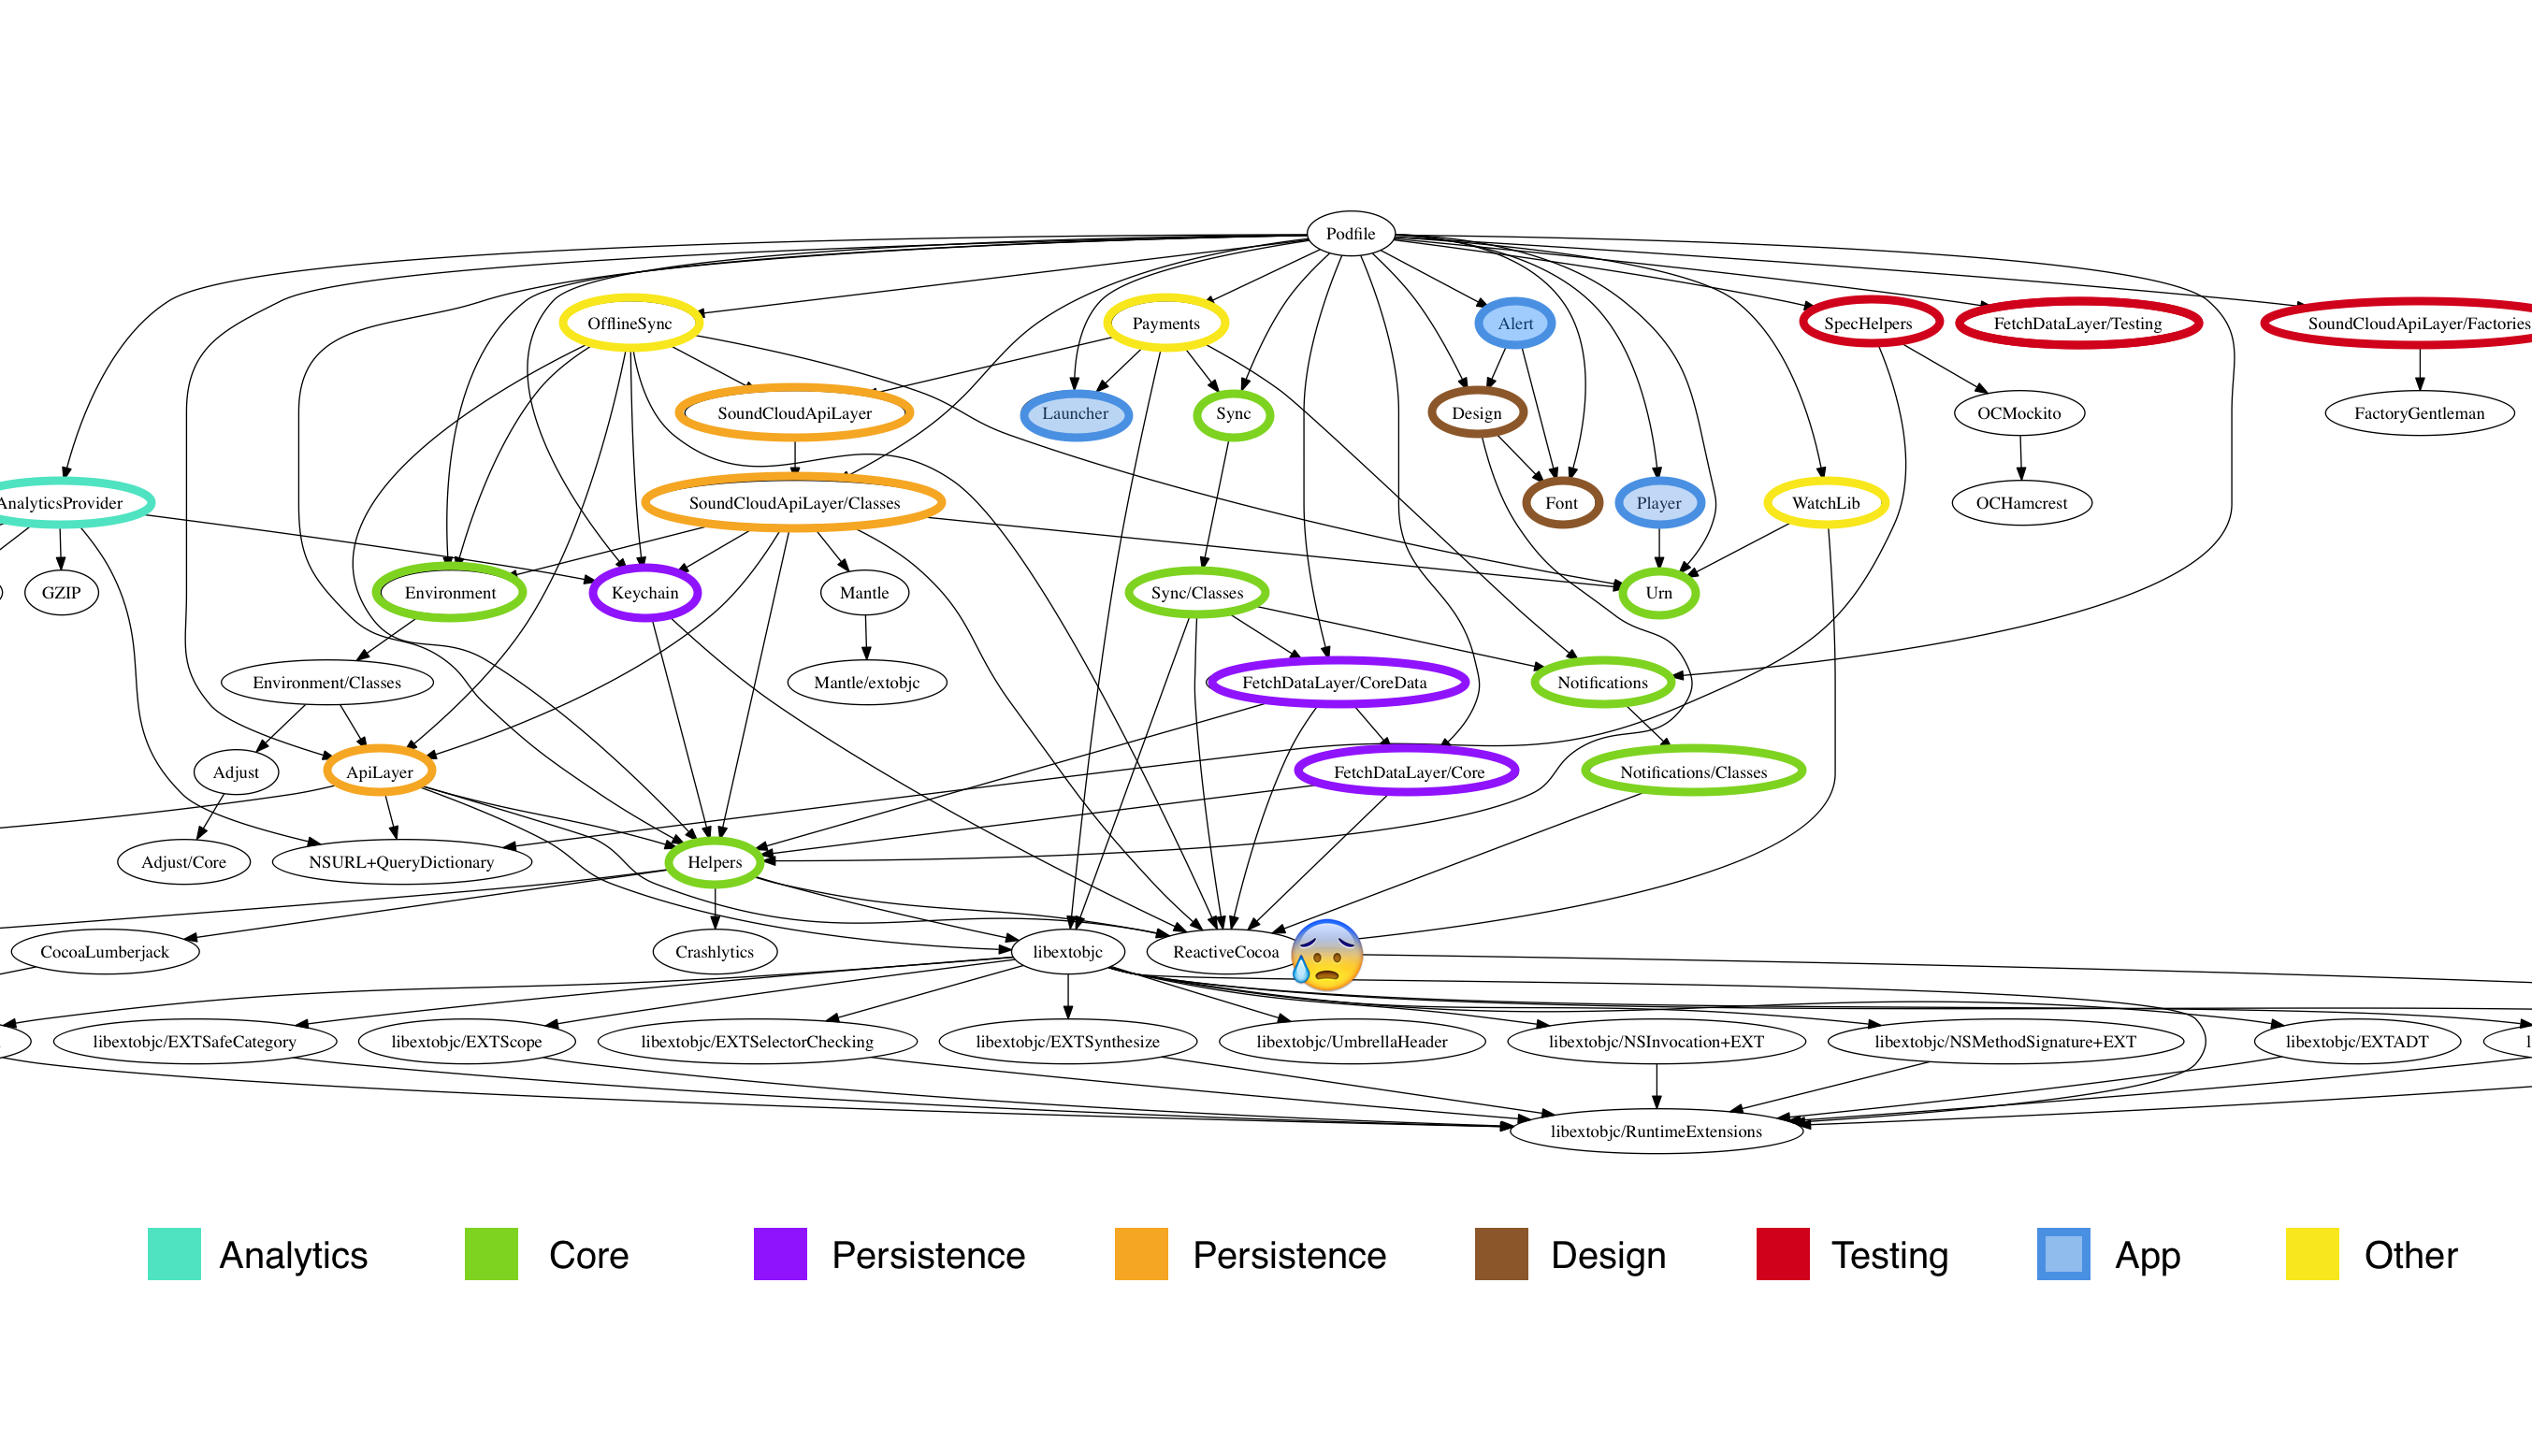 Podfile
OfflineSync
Payments
Alert
SpecHelpers
FetchDataLayer/Testing
SoundCloudApiLayer/Factories
SoundCloudApiLayer
Launcher
Sync
Design
OCMockito
FactoryGentleman
AnalyticsProvider
SoundCloudApiLayer/Classes
Font
Player
WatchLib
OCHamcrest
GZIP
Environment
Keychain
Mantle
Sync/Classes
Urn
Environment/Classes
Mantle/extobjc
FetchDataLayer/CoreData
Notifications
Adjust
ApiLayer
FetchDataLayer/Core
Notifications/Classes
Adjust/Core
NSURL+QueryDictionary
Helpers
CocoaLumberjack
Crashlytics
libextobjc
ReactiveCocoa
libextobjc/EXTSafeCategory
libextobjc/EXTScope
libextobjc/EXTSelectorChecking
libextobjc/EXTSynthesize
libextobjc/UmbrellaHeader
libextobjc/NSInvocation+EXT
libextobjc/NSMethodSignature+EXT
libextobjc/EXTADT
libextobjc/RuntimeExtensions
Analytics
Core
Persistence
Persistence
Design
Testing
App
Other